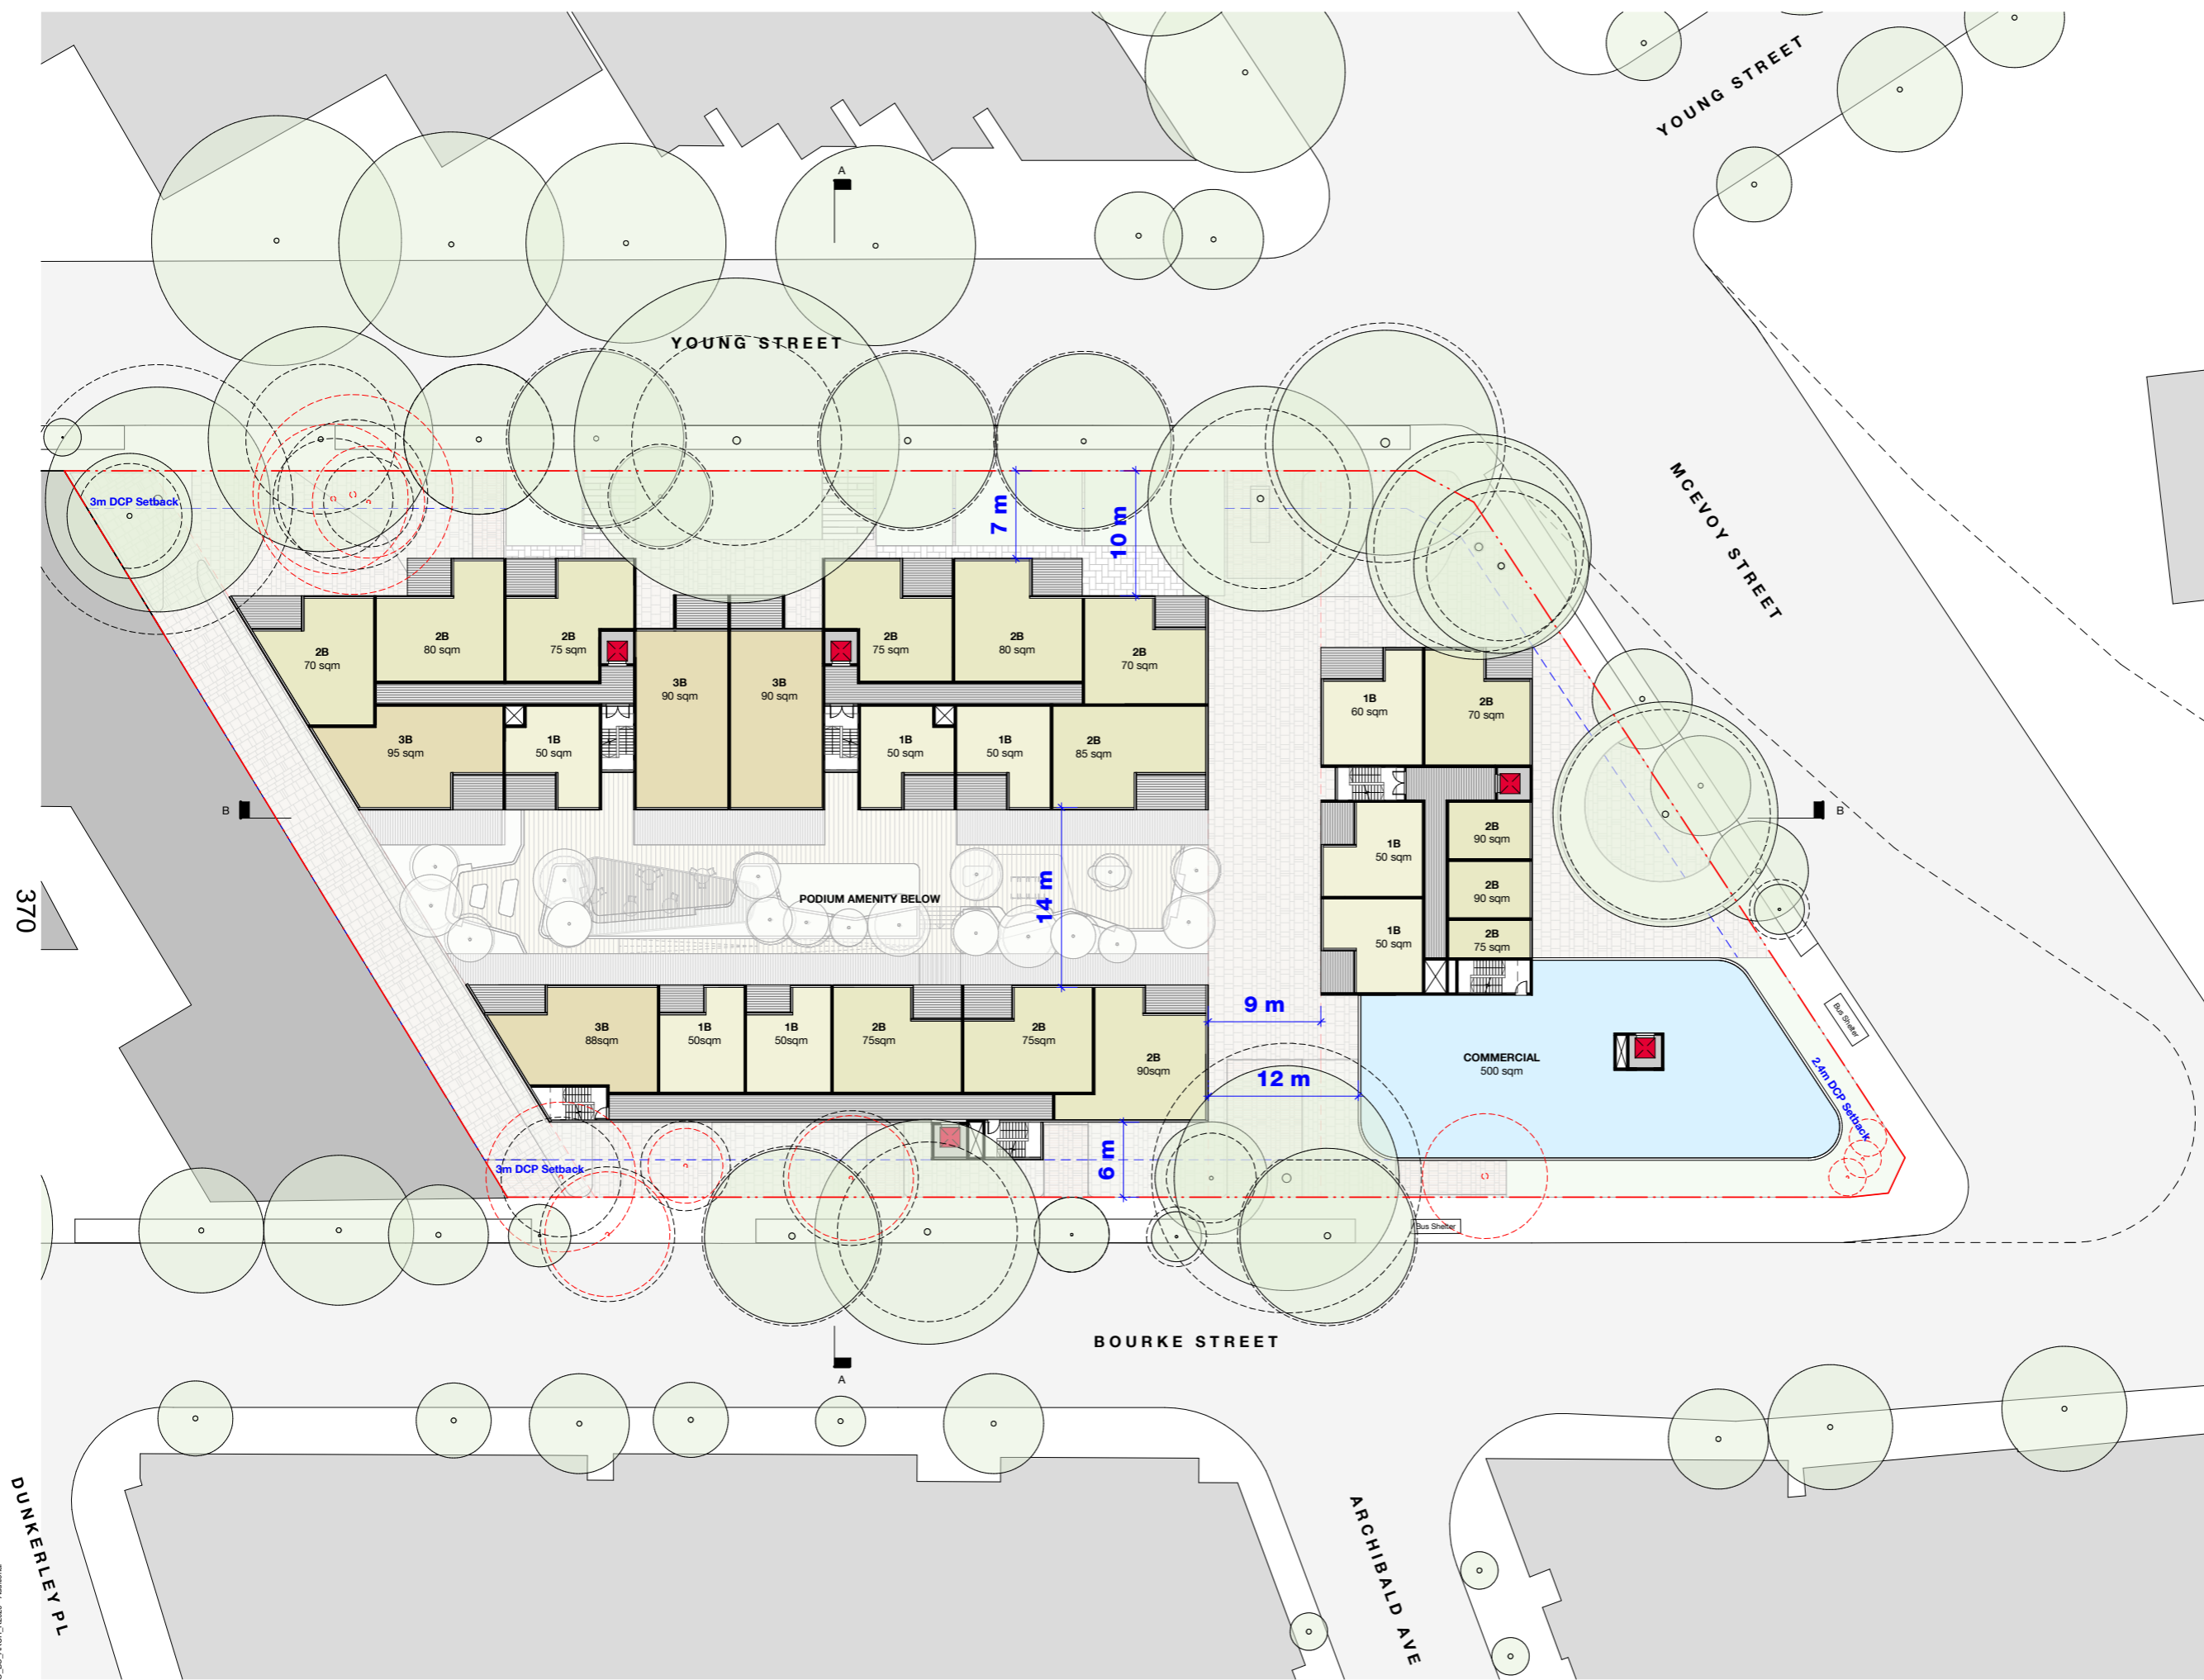 YOUNG STREET
A
YOUNG STREET
MCEVOY STREET
3m DCP Setback
7 m
10 m
2B
70 sqm
2B
80 sqm
2B
75 sqm
3B
90 sqm
3B
90 sqm
2B
75 sqm
2B
80 sqm
2B
70 sqm
1B
60 sqm
2B
70 sqm
3B
95 sqm
1B
50 sqm
1B
50 sqm
1B
50 sqm
2B
85 sqm
B
B
1B
50 sqm
2B
90 sqm
2B
90 sqm
370
PODIUM AMENITY BELOW
14 m
1B
50 sqm
2B
75 sqm
9 m
Bus Shelter
3B
88sqm
1B
50sqm
1B
50sqm
2B
75sqm
2B
75sqm
2B
90sqm
COMMERCIAL
500 sqm
12 m
2.4m DCP Setback
3m DCP Setback
6 m
Bus Shelter
BOURKE STREET
A
DUNKERLEY PL
ARCHIBALD AVE